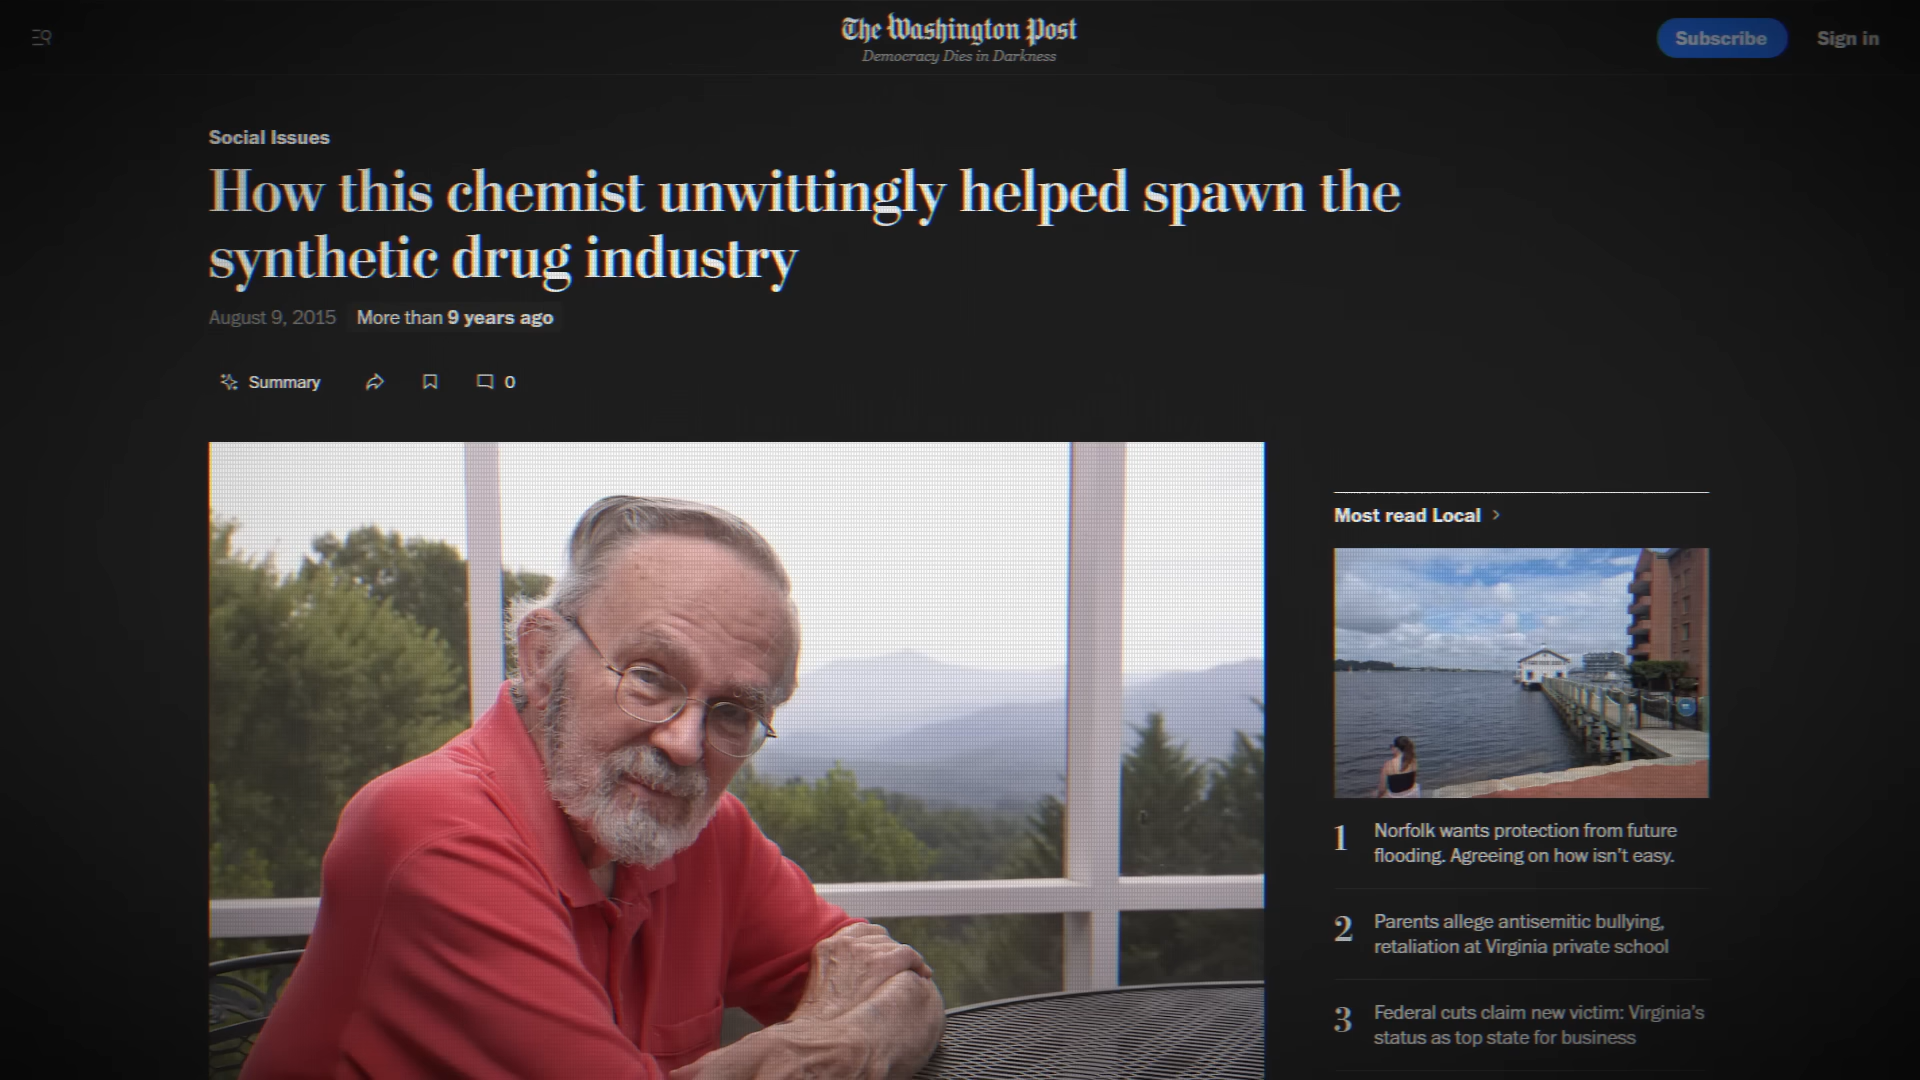 The Washington Post
Democracy Dies in Darkness
Subscribe
Sign in
Social Issues
How this chemist unwittingly helped spawn the
synthetic drug industry
August 9, 2015 More than 9 years ago
Summary
0
Most read Local
1 Norfolk wants protection from future
flooding. Agreeing on how isn't easy.
2 Parents allege antisemitic bullying,
retaliation at Virginia private school
3 Federal cuts claim new victim: Virginia's
status as top state for business